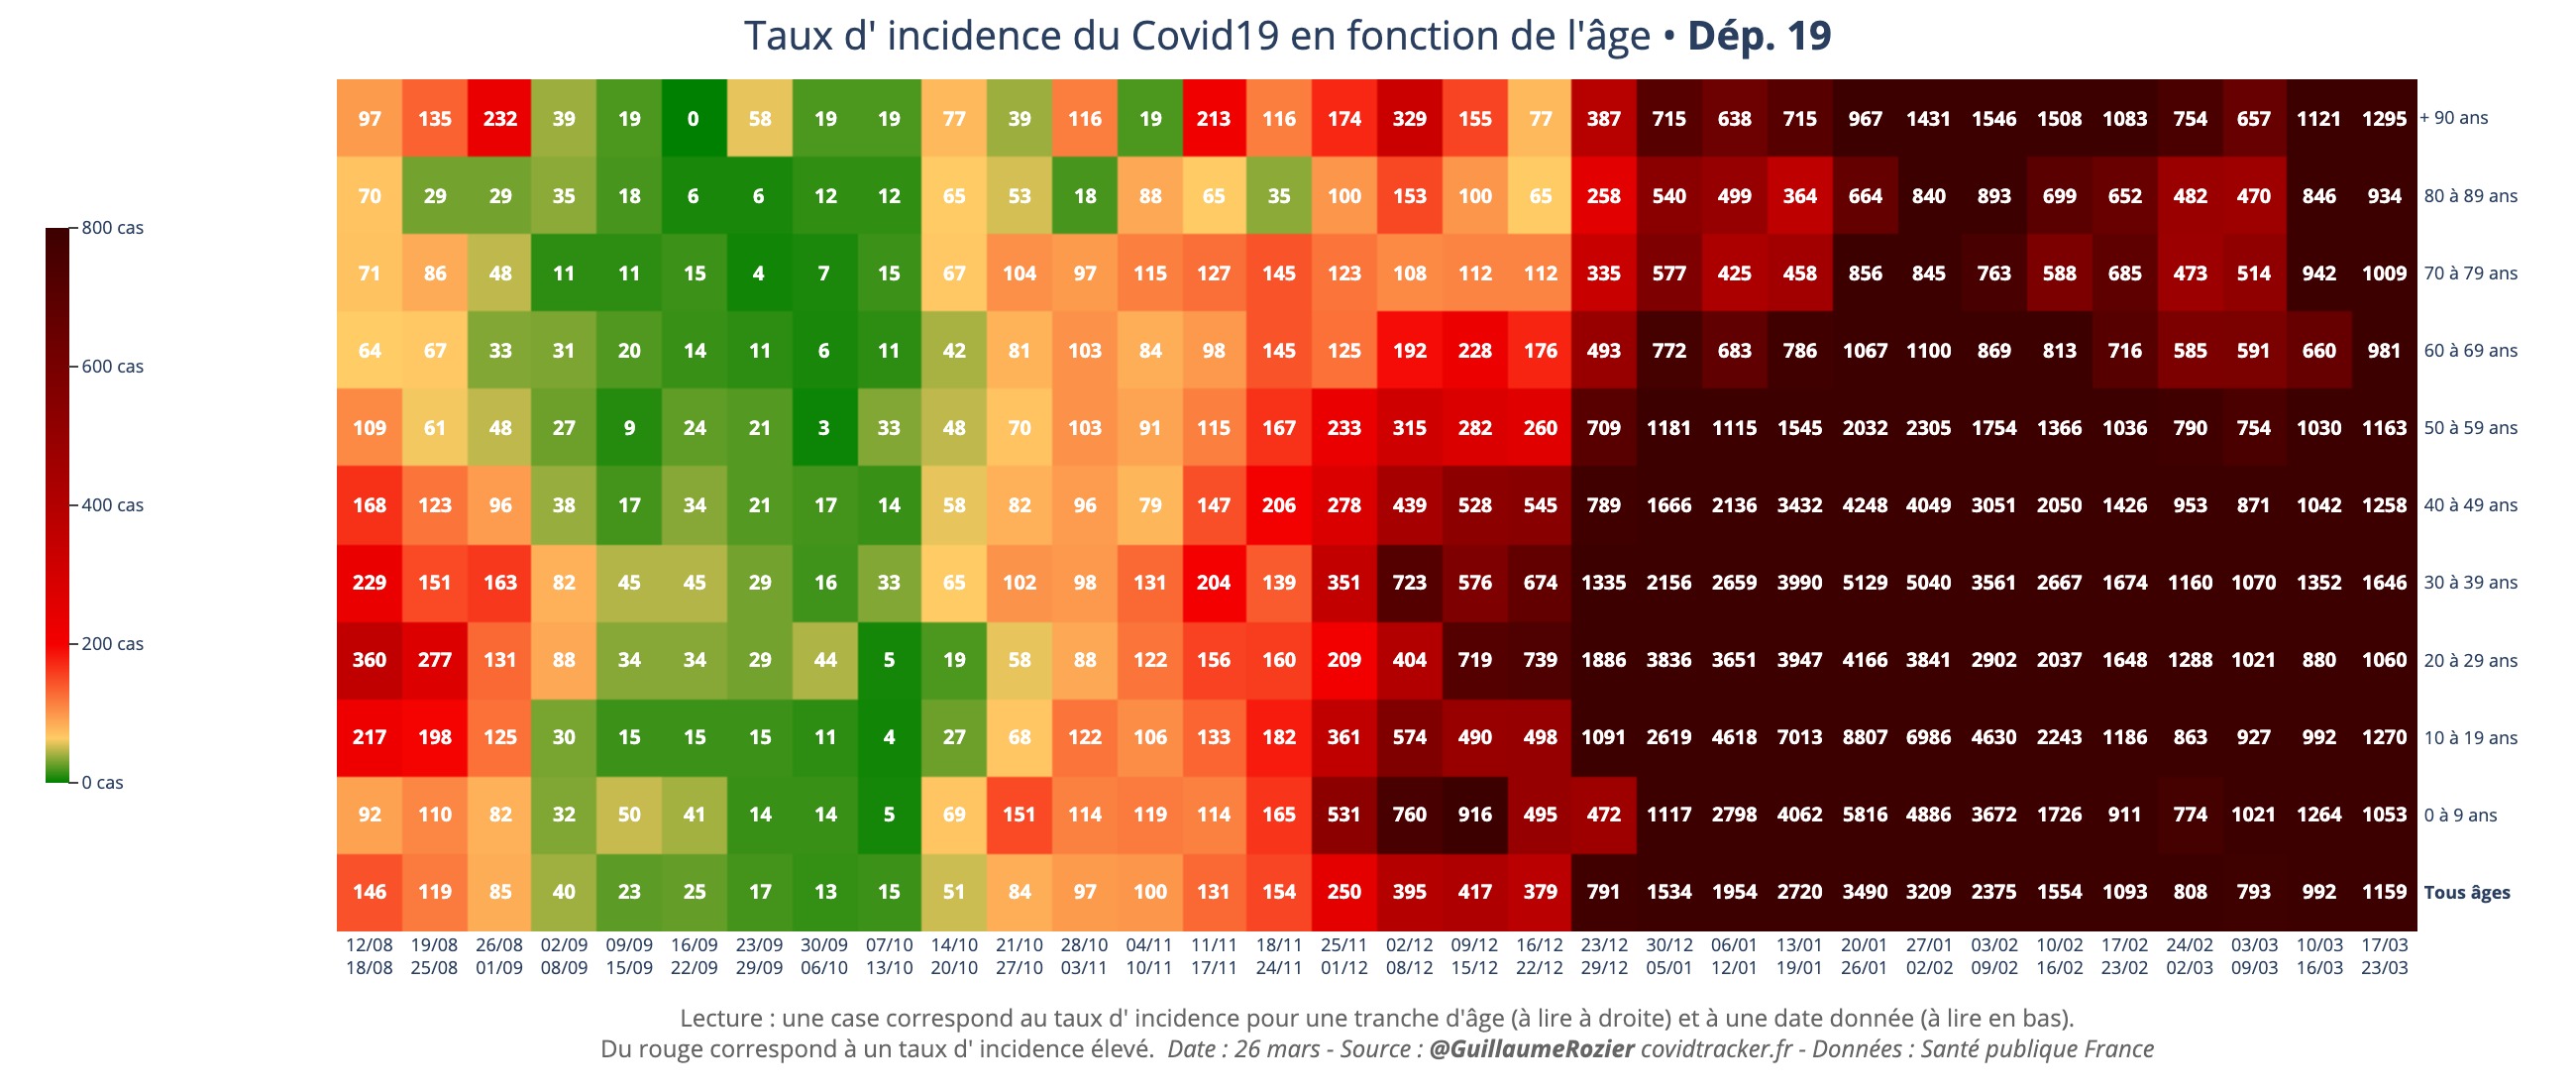 Taux d' incidence du Covid19 en fonction de l'âge • Dép. 19
800 cas
600 cas
400 cas
200 cas
0 cas
97 135 232 39 19 0 58 19 19 77 39 116 19 213 116 174 329 155 77 387 715 638 715 967 1431 1546 1508 1083 754 657 1121 1295 + 90 ans
70 29 29 35 18 6 6 12 12 65 53 18 88 65 35 100 153 100 65 258 540 499 364 664 840 893 699 652 482 470 846 934 80 à 89 ans
71 86 48 11 11 15 4 7 15 67 104 97 115 127 145 123 108 112 112 335 577 425 458 856 845 763 588 685 473 514 942 1009 70 à 79 ans
64 67 33 31 20 14 11 6 11 42 81 103 84 98 145 125 192 228 176 493 772 683 786 1067 1100 869 813 716 585 591 660 981 60 à 69 ans
109 61 48 27 9 24 21 3 33 48 70 103 91 115 167 233 315 282 260 709 1181 1115 1545 2032 2305 1754 1366 1036 790 754 1030 1163 50 à 59 ans
168 123 96 38 17 34 21 17 14 58 82 96 79 147 206 278 439 528 545 789 1666 2136 3432 4248 4049 3051 2050 1426 953 871 1042 1258 40 à 49 ans
229 151 163 82 45 45 29 16 33 65 102 98 131 204 139 351 723 576 674 1335 2156 2659 3990 5129 5040 3561 2667 1674 1160 1070 1352 1646 30 à 39 ans
360 277 131 88 34 34 29 44 5 19 58 88 122 156 160 209 404 719 739 1886 3836 3651 3947 4166 3841 2902 2037 1648 1288 1021 880 1060 20 à 29 ans
217 198 125 30 15 15 15 11 4 27 68 122 106 133 182 361 574 490 498 1091 2619 4618 7013 8807 6986 4630 2243 1186 863 927 992 1270 10 à 19 ans
92 110 82 32 50 41 14 14 5 69 151 114 119 114 165 531 760 916 495 472 1117 2798 4062 5816 4886 3672 1726 911 774 1021 1264 1053 0 à 9 ans
146 119 85 40 23 25 17 13 15 51 84 97 100 131 154 250 395 417 379 791 1534 1954 2720 3490 3209 2375 1554 1093 808 793 992 1159 Tous âges
12/08 19/08 26/08 02/09 09/09 16/09 23/09 30/09 07/10 14/10 21/10 28/10 04/11 11/11 18/11 25/11 02/12 09/12 16/12 23/12 30/12 06/01 13/01 20/01 27/01 03/02 10/02 17/02 24/02 03/03 10/03 17/03
18/08 25/08 01/09 08/09 15/09 22/09 29/09 06/10 13/10 20/10 27/10 03/11 10/11 17/11 24/11 01/12 08/12 15/12 22/12 29/12 05/01 12/01 19/01 26/01 02/02 09/02 16/02 23/02 02/03 09/03 16/03 23/03
Lecture : une case correspond au taux d' incidence pour une tranche d'âge (à lire à droite) et à une date donnée (à lire en bas).
Du rouge correspond à un taux d' incidence élevé. Date : 26 mars - Source : @GuillaumeRozier covidtracker.fr - Données : Santé publique France